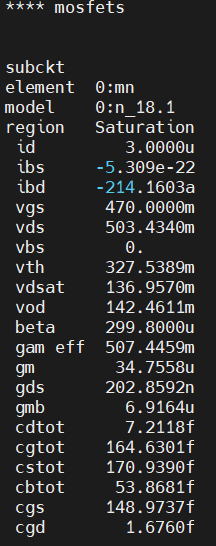 **** mosfets
subckt
element 0:mn
model 0:n_18.1
region Saturation
id 3.0000u
ibs -5.309e-22
ibd -214.1603a
vgs 470.0000m
vds 503.4340m
vbs 0.
vth 327.5389m
vdsat 136.9570m
vod 142.4611m
beta 299.8000u
gam eff 507.4459m
gm 34.7558u
gds 202.8592n
gmb 6.9164u
cdtot 7.2118f
cgtot 164.6301f
cstot 170.9390f
cbtot 53.8681f
cgs 148.9737f
cgd 1.6760f